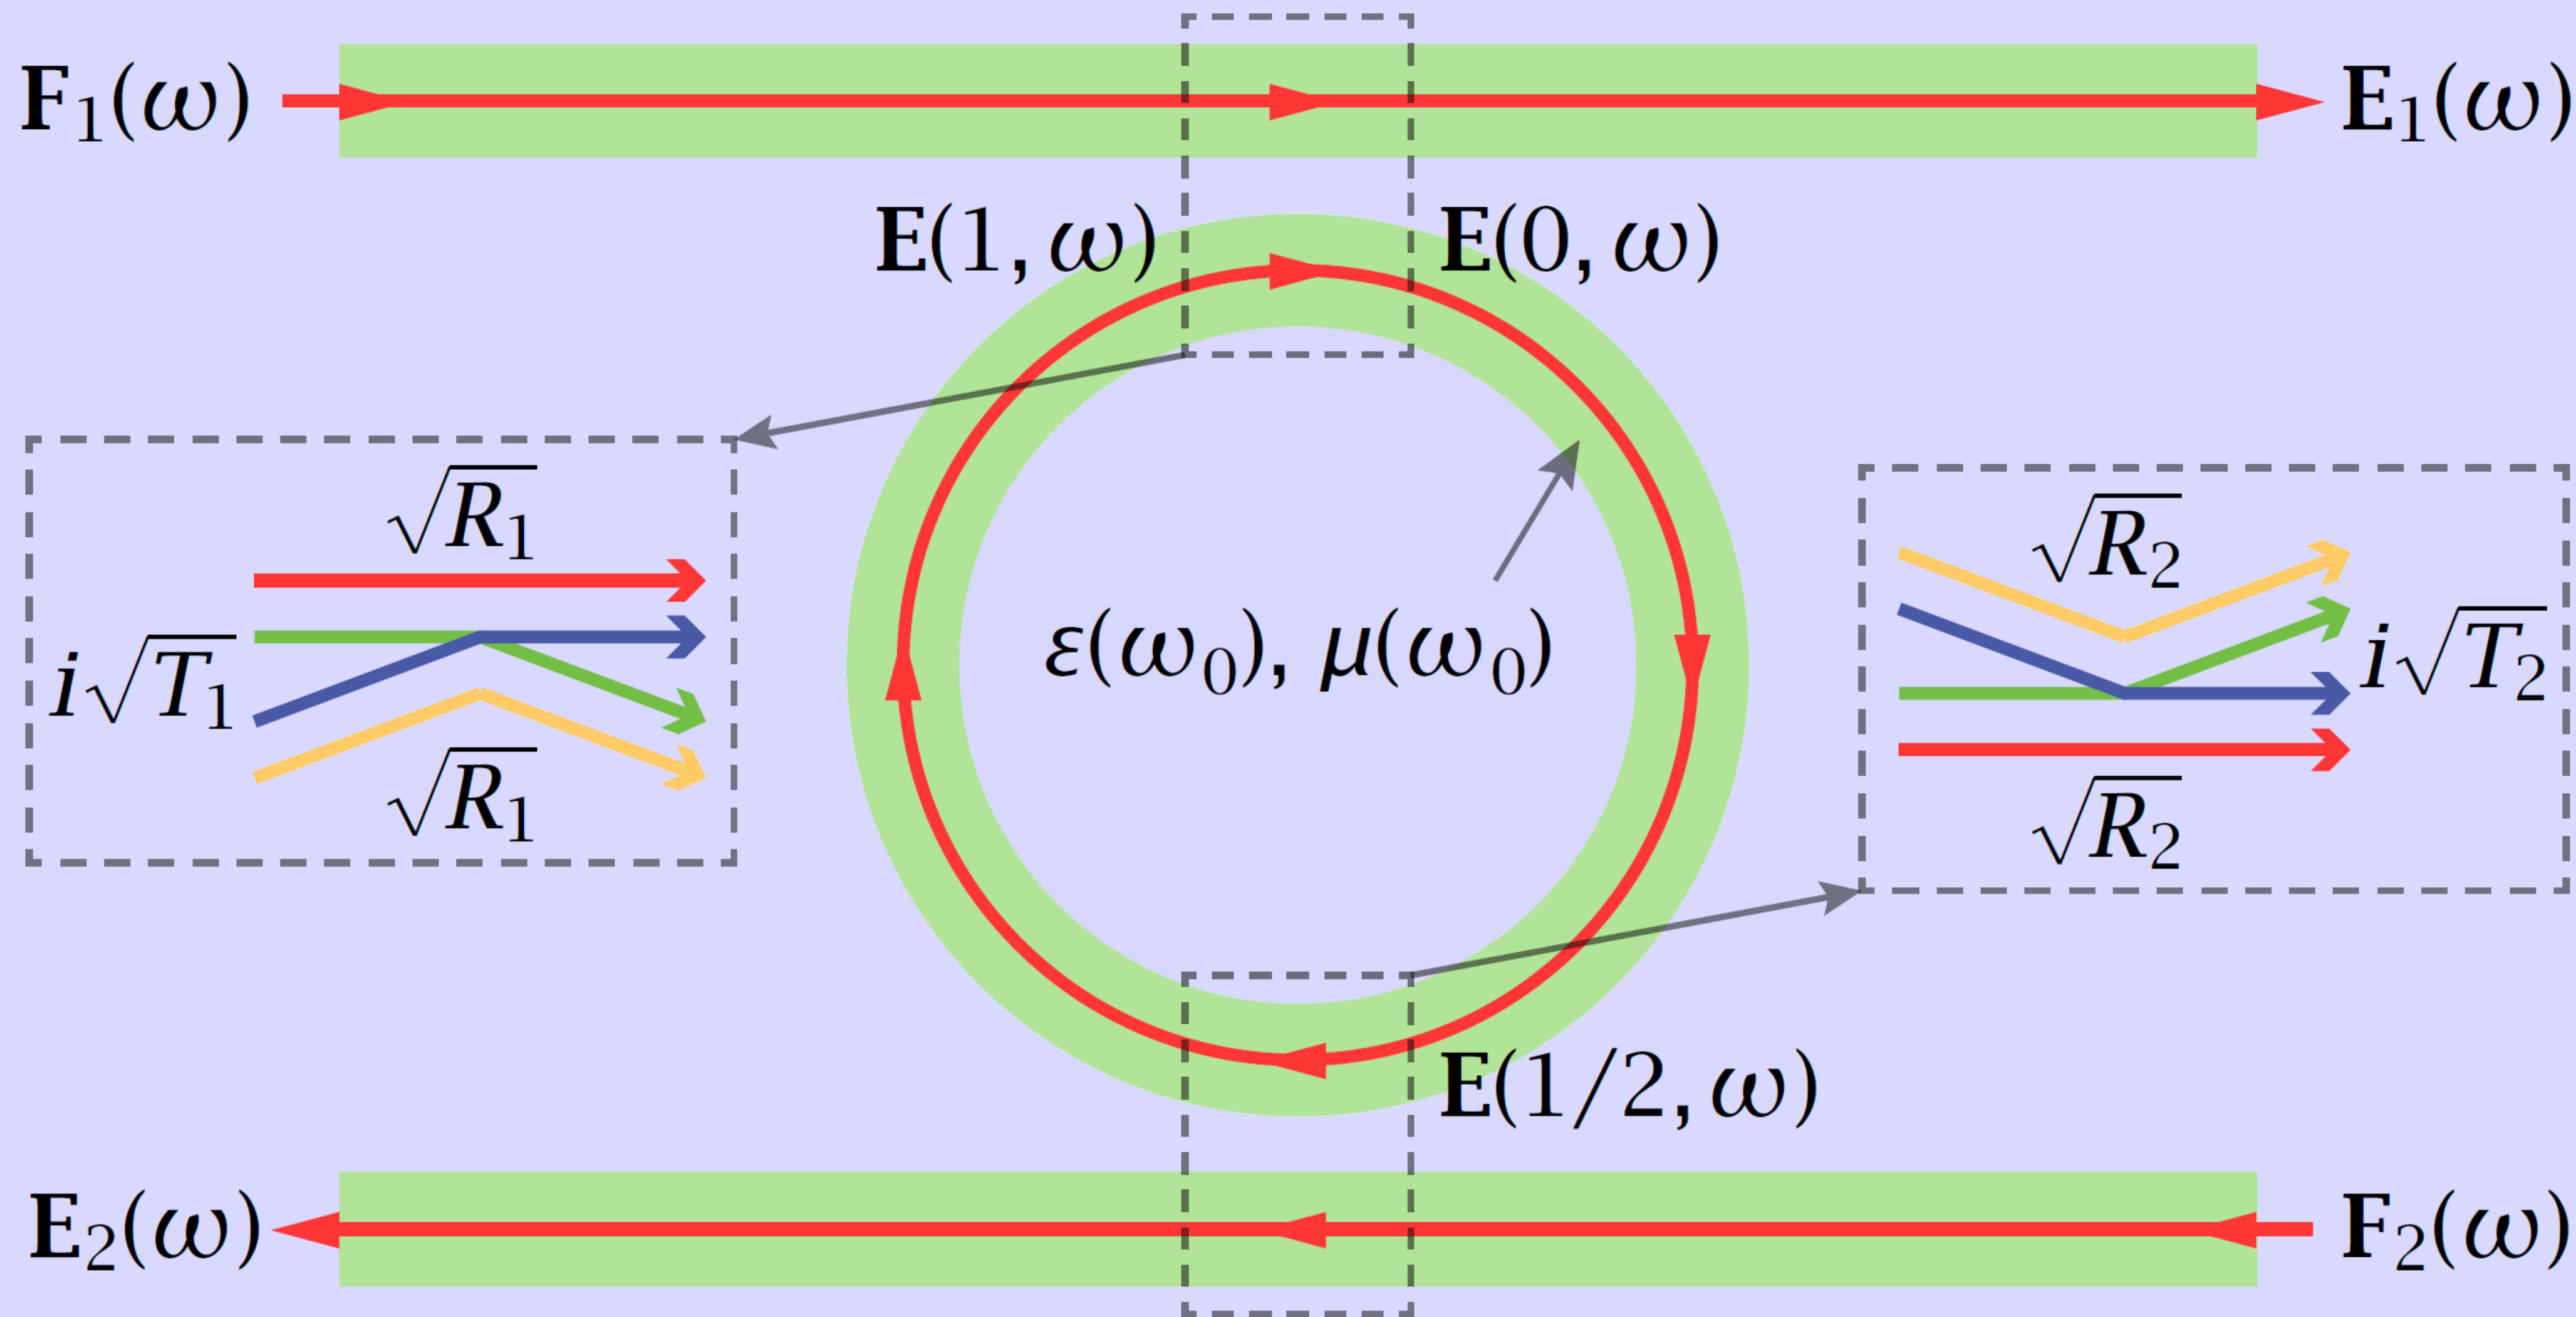 𝐅₁(ω)
𝐄₁(ω)
𝐄(1, ω)
𝐄(0, ω)
√R₁
i√T₁
√R₁
ε(ω₀), μ(ω₀)
√R₂
i√T₂
√R₂
𝐄(1/2, ω)
𝐄₂(ω)
𝐅₂(ω)